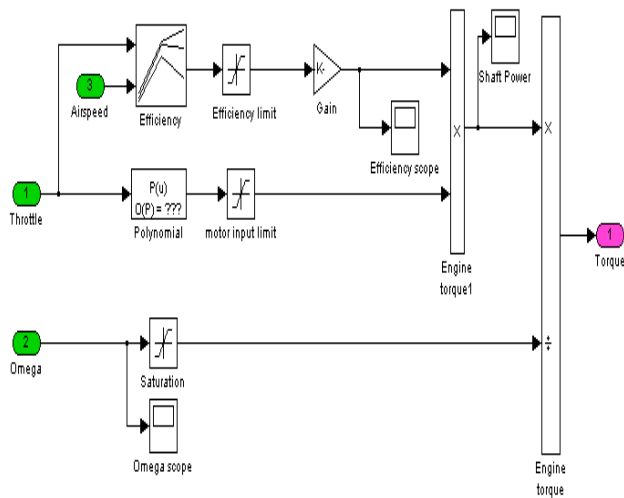 3
Airspeed
Efficiency
Efficiency limit
K-
Gain
Efficiency scope
Shaft Power
×
Engine
torque1
1
Throttle
P(u)
O(P) = ???
Polynomial
motor input limit
×
÷
Engine
torque
1
Torque
2
Omega
Saturation
Omega scope